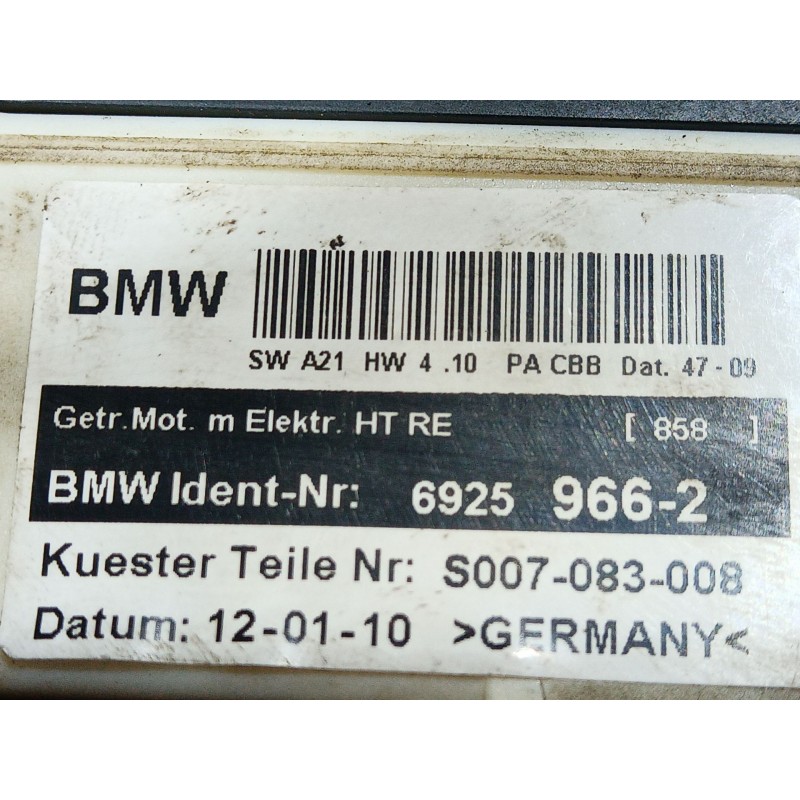 BMW
SW A21 HW 4 .10 PA CBB Dat. 47-09
Getr.Mot. m Elektr. HT RE [ 858 ]
BMW Ident-Nr: 6925 966-2
Kuester Teile Nr: S007-083-008
Datum: 12-01-10 >GERMANY<